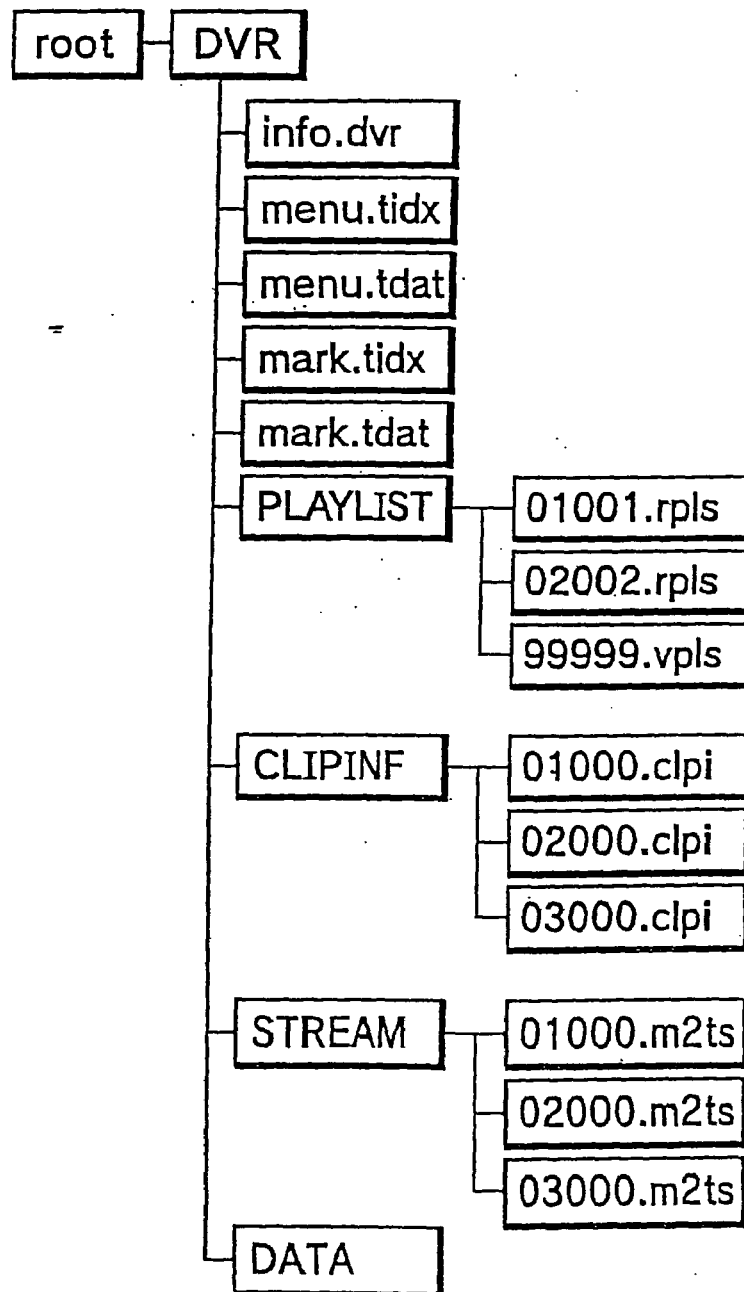 root DVR
info.dvr
menu.tidx
menu.tdat
mark.tidx
mark.tdat
PLAYLIST 01001.rpls
02002.rpls
99999.vpls
CLIPINF 01000.clpi
02000.clpi
03000.clpi
STREAM 01000.m2ts
02000.m2ts
03000.m2ts
DATA